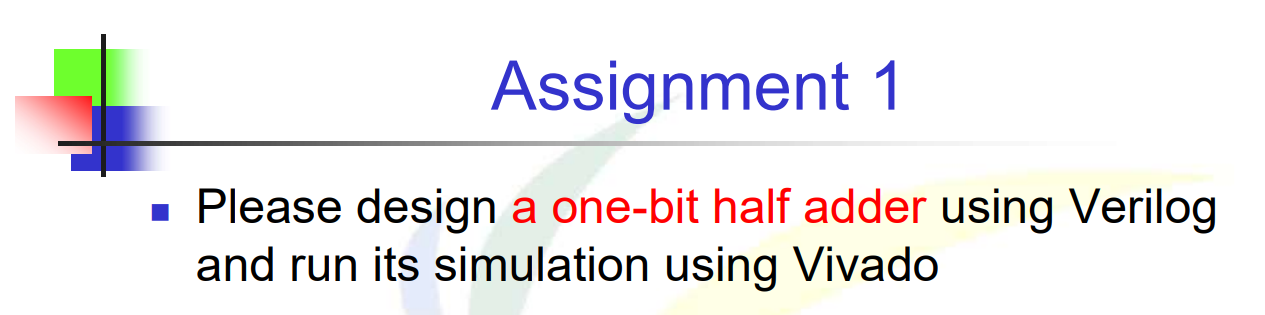 Assignment 1
Please design a one-bit half adder using Verilog
and run its simulation using Vivado